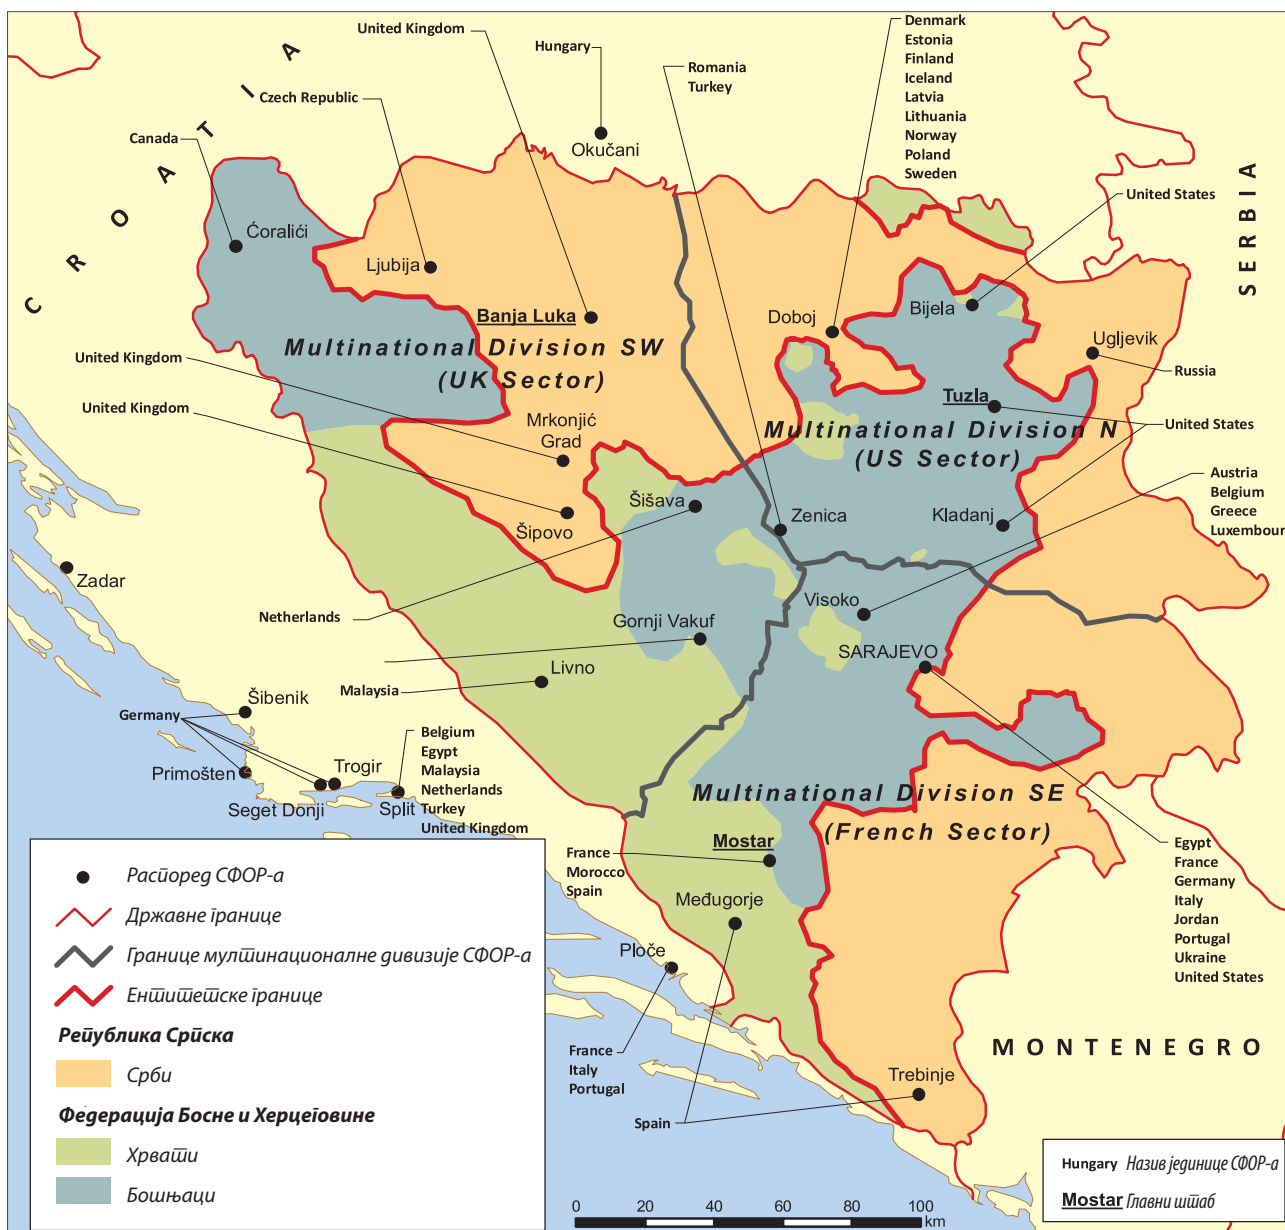 CROATIA
SERBIA
MONTENEGRO
United Kingdom
Hungary
Romania
Turkey
Denmark
Estonia
Finland
Iceland
Latvia
Lithuania
Norway
Poland
Sweden
Czech Republic
Canada
Okučani
United States
Ćoralići
Ljubija
Banja Luka
Doboj
Bijela
Ugljevik
Russia
Multinational Division SW
(UK Sector)
United Kingdom
United Kingdom
Mrkonjić
Grad
Tuzla
Multinational Division N
(US Sector)
United States
Austria
Belgium
Greece
Luxembour
Šišava
Šipovo
Zenica
Kladanj
Zadar
Netherlands
Visoko
Gornji Vakuf
SARAJEVO
Livno
Malaysia
Šibenik
Germany
Primošten
Trogir
Seget Donji
Split
Belgium
Egypt
Malaysia
Netherlands
Turkey
United Kingdom
Multinational Division SE
(French Sector)
Mostar
France
Morocco
Spain
Međugorje
Egypt
France
Germany
Italy
Jordan
Portugal
Ukraine
United States
Ploče
France
Italy
Portugal
Trebinje
Spain
Распоред СФОР-а
Државне границе
Границе мултинационалне дивизије СФОР-а
Ентитетске границе
Република Српска
Срби
Федерација Босне и Херцеговине
Хрвати
Бошњаци
0 20 40 60 80 100
km
Hungary Назив јединице СФОР-а
Mostar Главни штаб